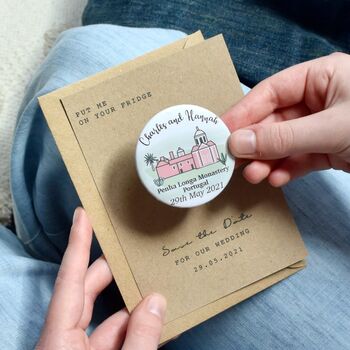 PUT ME
ON YOUR FRIDGE
Charles and Hannah
Penha Longa Monastery
Portugal
29th May 2021
Save the Date
FOR OUR WEDDING
29.05.2021